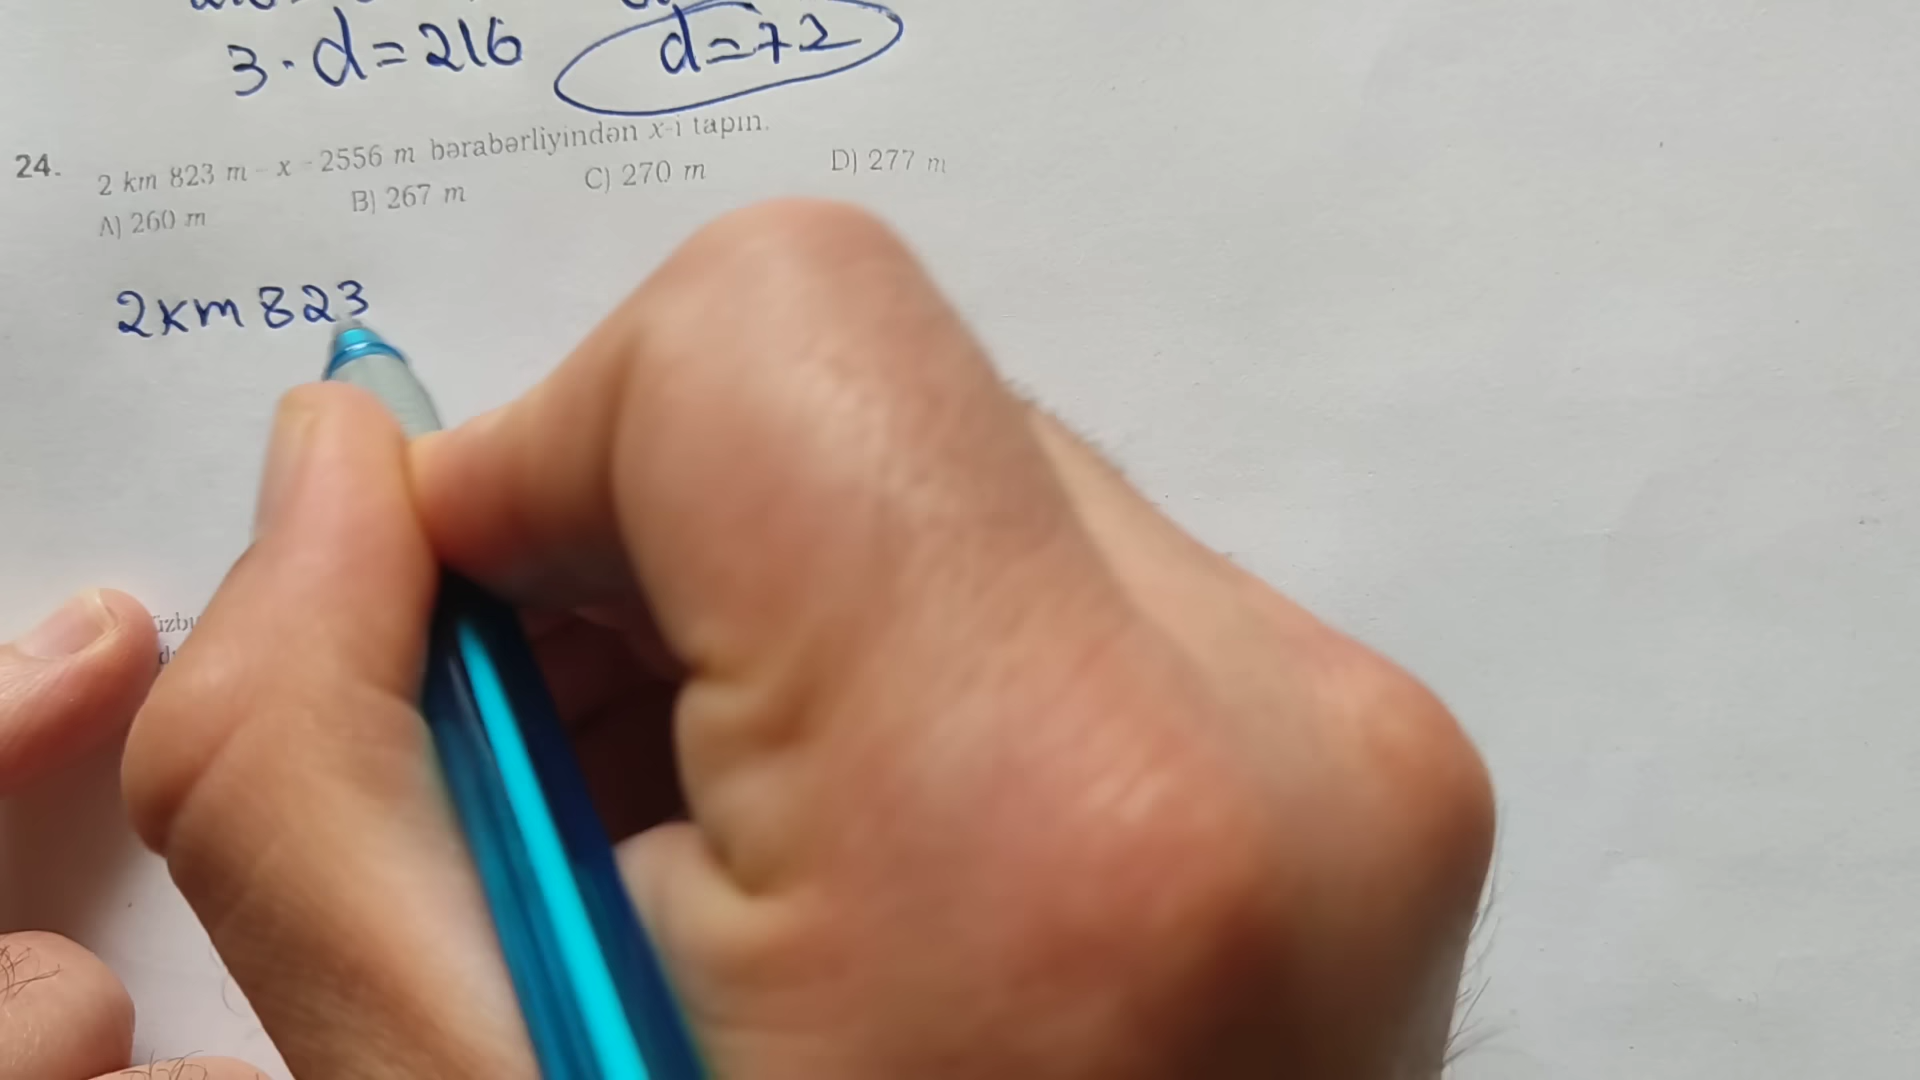 3·d=216 d=72
24. 2 km 823 m - x - 2556 m bərabərliyindən x-i tapın.
A) 260 m B) 267 m C) 270 m D) 277 m
2km 823